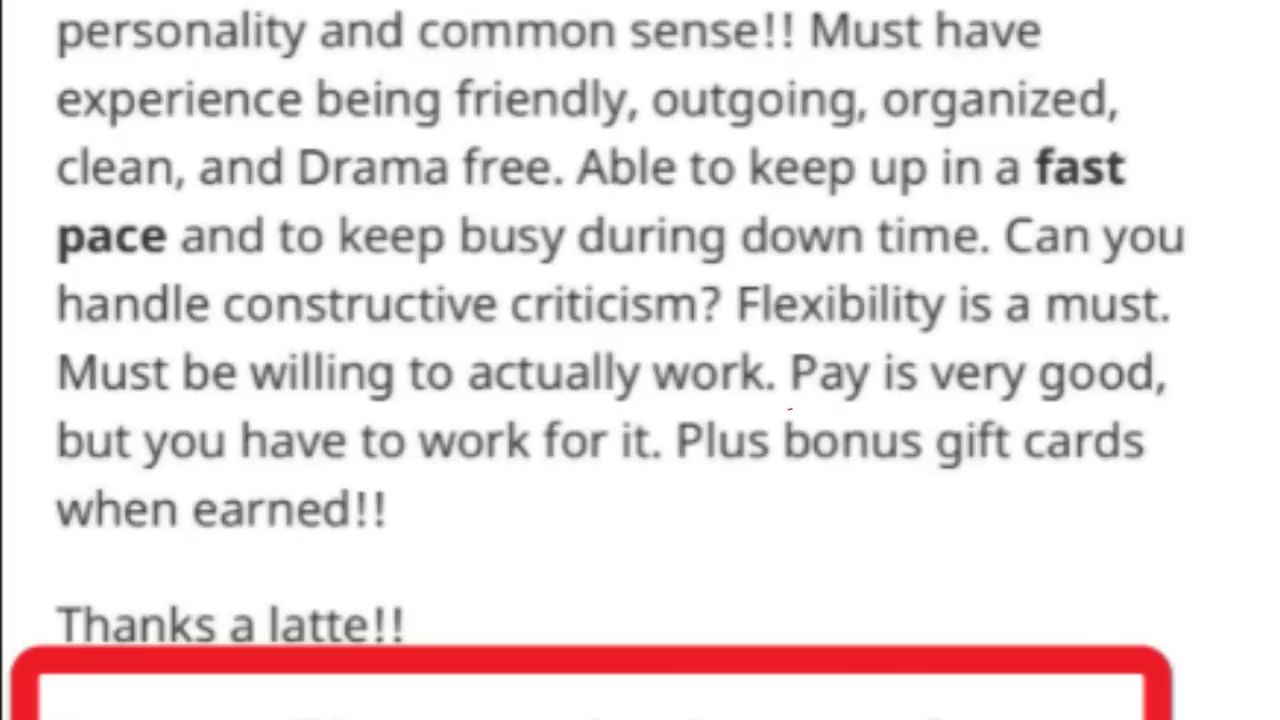 personality and common sense!! Must have
experience being friendly, outgoing, organized,
clean, and Drama free. Able to keep up in a fast
pace and to keep busy during down time. Can you
handle constructive criticism? Flexibility is a must.
Must be willing to actually work. Pay is very good,
but you have to work for it. Plus bonus gift cards
when earned!!
Thanks a latte!!